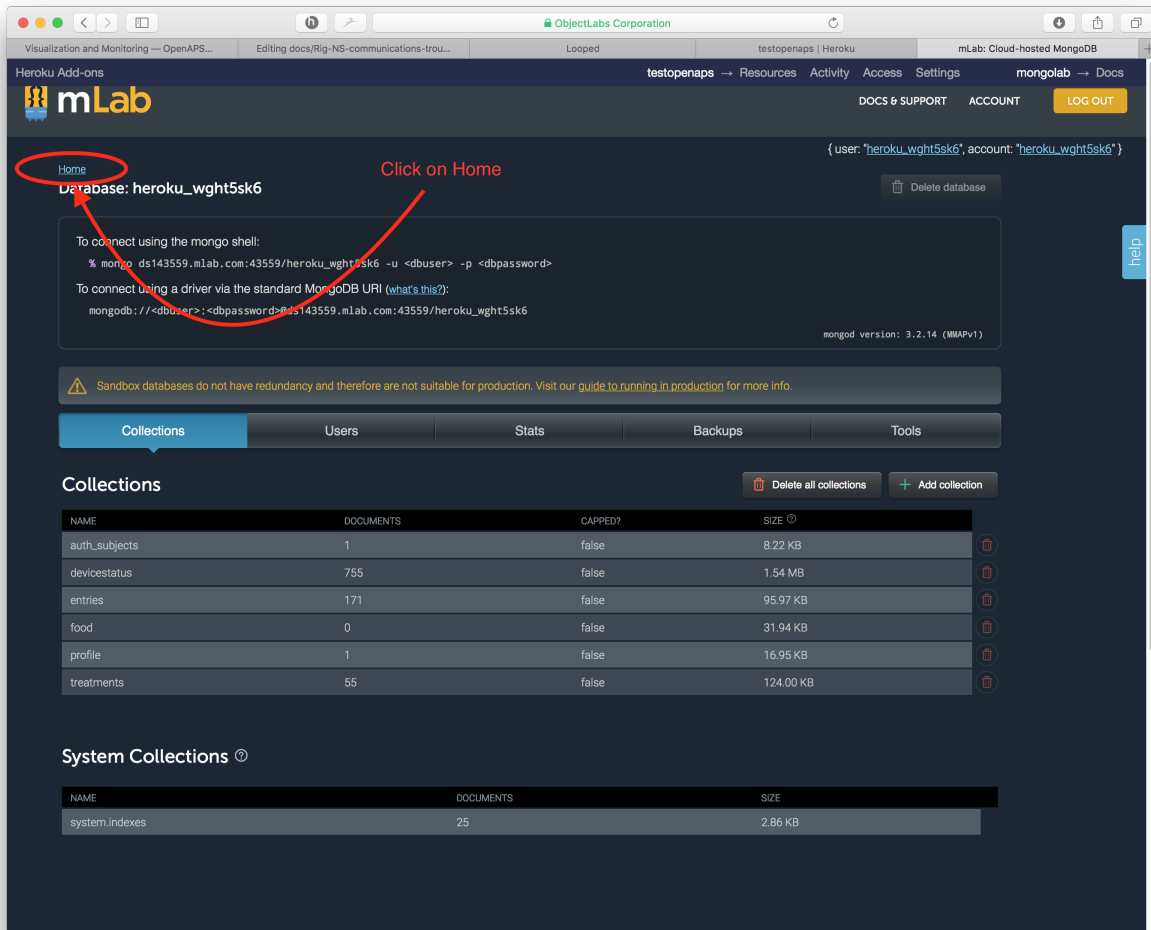 ObjectLabs Corporation
Visualization and Monitoring — OpenAPS... Editing docs/Rig-NS-communications-trou... Looped testopenaps | Heroku mLab: Cloud-hosted MongoDB
Heroku Add-ons testopenaps → Resources Activity Access Settings mongolab → Docs
mLab DOCS & SUPPORT ACCOUNT LOG OUT
{ user: "heroku_wght5sk6", account: "heroku_wght5sk6" }
Home Click on Home
Database: heroku_wght5sk6 Delete database
help
To connect using the mongo shell:
% mongo ds143559.mlab.com:43559/heroku_wght5sk6 -u <dbuser> -p <dbpassword>
To connect using a driver via the standard MongoDB URI (what's this?):
mongodb://<dbuser>:<dbpassword>@ds143559.mlab.com:43559/heroku_wght5sk6
mongod version: 3.2.14 (MMAPv1)
Sandbox databases do not have redundancy and therefore are not suitable for production. Visit our guide to running in production for more info.
Collections Users Stats Backups Tools
Collections Delete all collections + Add collection
NAME DOCUMENTS CAPPED? SIZE ?
auth_subjects 1 false 8.22 KB
devicestatus 755 false 1.54 MB
entries 171 false 95.97 KB
food 0 false 31.94 KB
profile 1 false 16.95 KB
treatments 55 false 124.00 KB
System Collections ?
NAME DOCUMENTS SIZE
system.indexes 25 2.86 KB